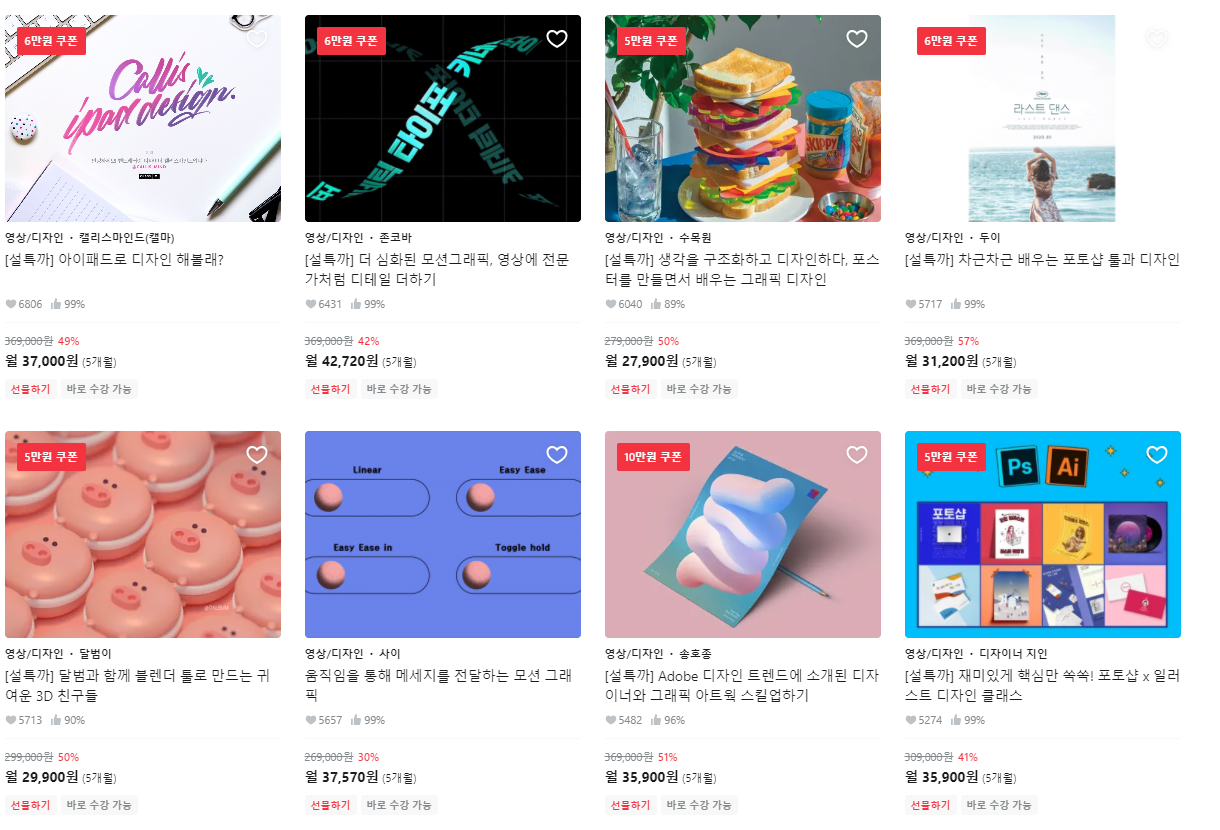 6만원 쿠폰
Callis
ipad design.
영상/디자인 · 캘리스마인드(캘마)
[설특까] 아이패드로 디자인 해볼래?
6806 99%
369,000원 49%
월 37,000원 (5개월)
선물하기 바로 수강 가능
6만원 쿠폰
영상/디자인 · 존코바
[설특까] 더 심화된 모션그래픽, 영상에 전문
가처럼 디테일 더하기
6431 99%
369,000원 42%
월 42,720원 (5개월)
선물하기 바로 수강 가능
5만원 쿠폰
SKIPPY
영상/디자인 · 수목원
[설특까] 생각을 구조화하고 디자인하다, 포스
터를 만들면서 배우는 그래픽 디자인
6040 89%
279,000원 50%
월 27,900원 (5개월)
선물하기 바로 수강 가능
6만원 쿠폰
라스트 댄스
영상/디자인 · 두이
[설특까] 차근차근 배우는 포토샵 툴과 디자인
5717 99%
369,000원 57%
월 31,200원 (5개월)
선물하기 바로 수강 가능
5만원 쿠폰
영상/디자인 · 달범이
[설특까] 달범과 함께 블렌더 툴로 만드는 귀
여운 3D 친구들
5713 90%
299,000원 50%
월 29,900원 (5개월)
선물하기 바로 수강 가능
Linear Easy Ease
Easy Ease in Toggle hold
영상/디자인 · 사이
움직임을 통해 메세지를 전달하는 모션 그래
픽
5657 99%
269,000원 30%
월 37,570원 (5개월)
선물하기 바로 수강 가능
10만원 쿠폰
영상/디자인 · 송호종
[설특까] Adobe 디자인 트렌드에 소개된 디자
이너와 그래픽 아트웍 스킬업하기
5482 96%
369,000원 51%
월 35,900원 (5개월)
선물하기 바로 수강 가능
5만원 쿠폰
Ps Ai
포토샵
영상/디자인 · 디자이너 지인
[설특까] 재미있게 핵심만 쏙쏙! 포토샵 x 일러
스트 디자인 클래스
5274 99%
309,000원 41%
월 35,900원 (5개월)
선물하기 바로 수강 가능